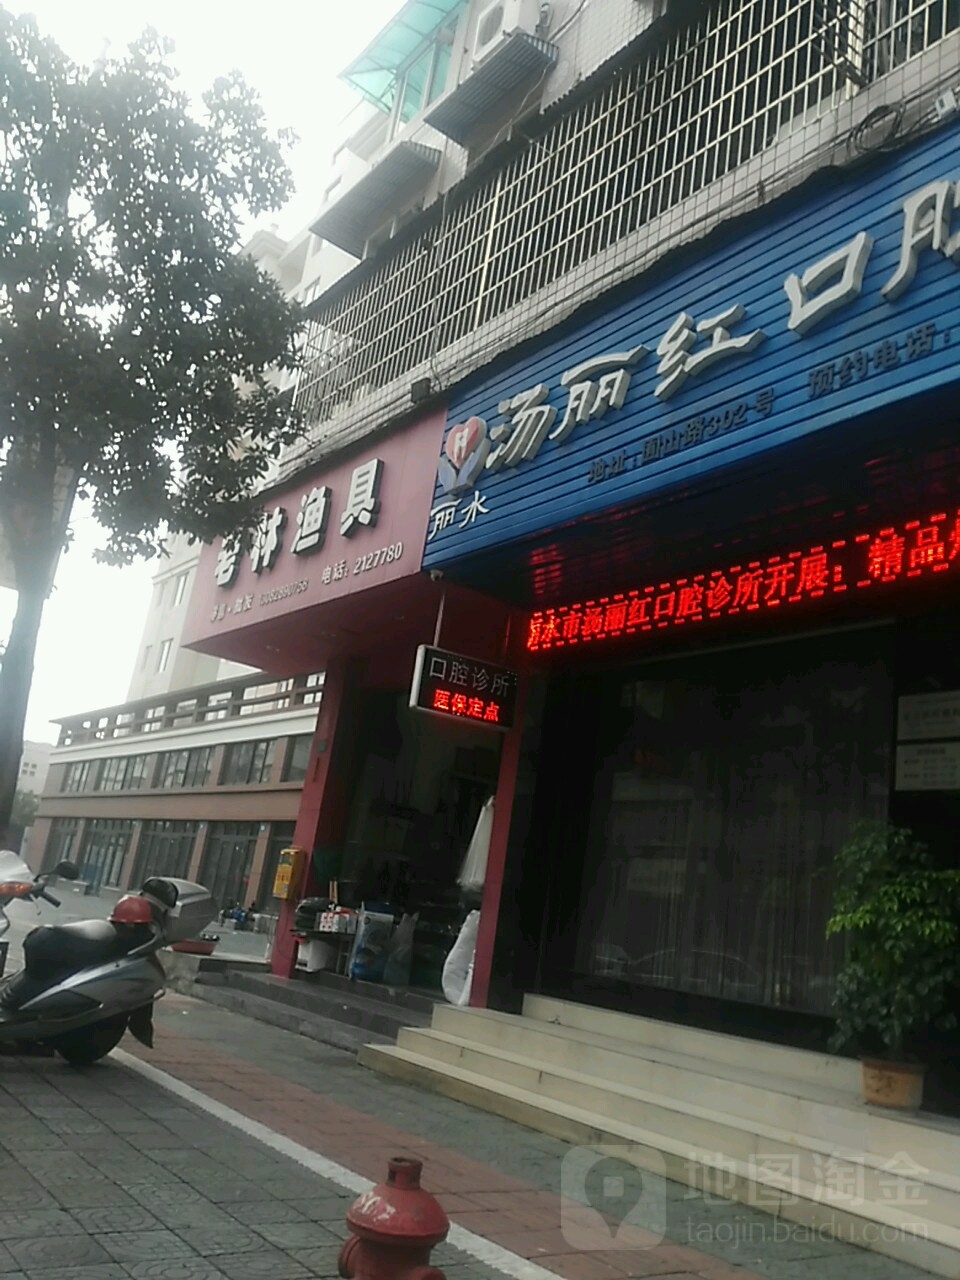 汤丽红口腔
丽水
地址:囿山路302号 预约电话:
老林渔具
电话:2127780
丽水市汤丽红口腔诊所开展:精品
口腔诊所
医保定点
地图淘金
taojin.baidu.com